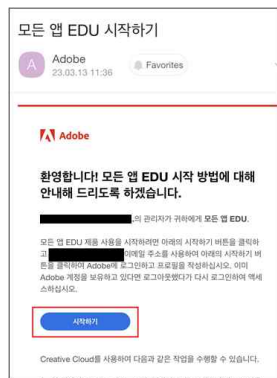 모든 앱 EDU 시작하기
A
Adobe
23.03.13 11:36
Favorites
Adobe
환영합니다! 모든 앱 EDU 시작 방법에 대해
안내해 드리도록 하겠습니다.
의 관리자가 귀하에게 모든 앱 EDU.
모든 앱 EDU 제품 사용을 시작하려면 아래의 시작하기 버튼을 클릭하
고 이메일 주소를 사용하여 아래의 시작하기 버
튼을 클릭하여 Adobe에 로그인하고 프로필을 작성하십시오. 이미
Adobe 계정을 보유하고 있다면 로그아웃했다가 다시 로그인하여 액세
스하십시오.
시작하기
Creative Cloud를 사용하여 다음과 같은 작업을 수행할 수 있습니다.